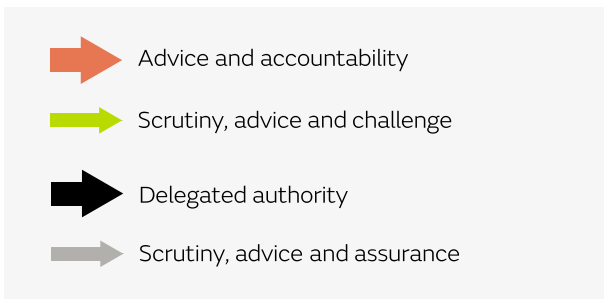 Advice and accountability
Scrutiny, advice and challenge
Delegated authority
Scrutiny, advice and assurance